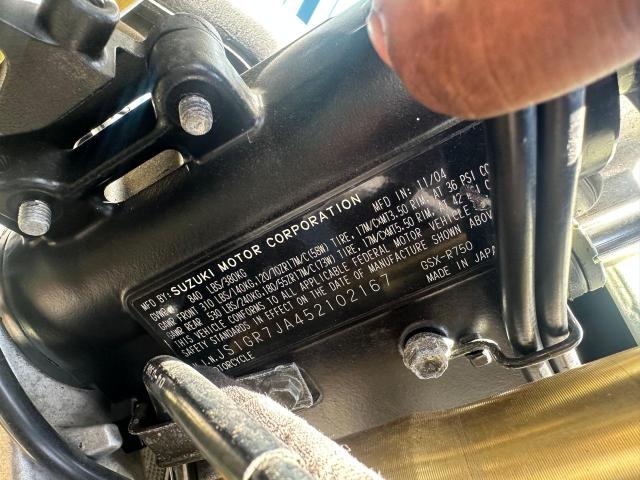 MFD BY: SUZUKI MOTOR CORPORATION
GVWR: 840 LBS/380KG MFD IN: 11/04
GAWR FRONT 310 LBS/140KG,120/70ZR17M/C(58W) TIRE, 17M/CXMT3.50 RIM, AT 36 PSI CO
GAWR REAR 530 LBS/240KG,180/55ZR17M/C(73W) TIRE, 17M/CXMT5.50 RIM, AT 42
THIS VEHICLE CONFORMS TO ALL APPLICABLE FEDERAL MOTOR VEHICLE
SAFETY STANDARDS IN EFFECT ON THE DATE OF MANUFACTURE SHOWN ABOV
V.I.N. JS1GR7JA452102167 GSX-R750
MOTORCYCLE MADE IN JAPA